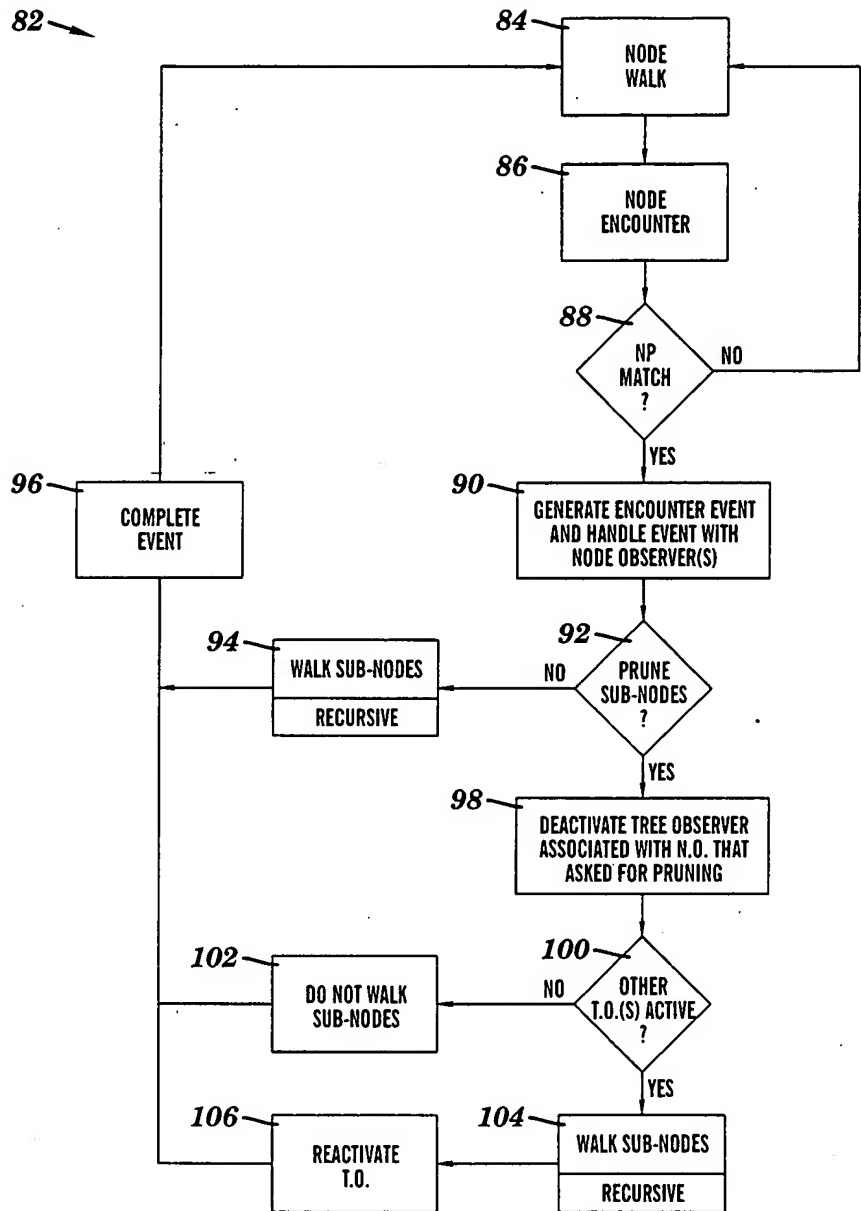 82
84
NODE
WALK
86
NODE
ENCOUNTER
88
NP
MATCH
?
NO
YES
96
COMPLETE
EVENT
90
GENERATE ENCOUNTER EVENT
AND HANDLE EVENT WITH
NODE OBSERVER(S)
92
PRUNE
SUB-NODES
?
NO
94
WALK SUB-NODES
RECURSIVE
YES
98
DEACTIVATE TREE OBSERVER
ASSOCIATED WITH N.O. THAT
ASKED FOR PRUNING
100
OTHER
T.O.(S) ACTIVE
?
NO
102
DO NOT WALK
SUB-NODES
YES
104
WALK SUB-NODES
RECURSIVE
106
REACTIVATE
T.O.